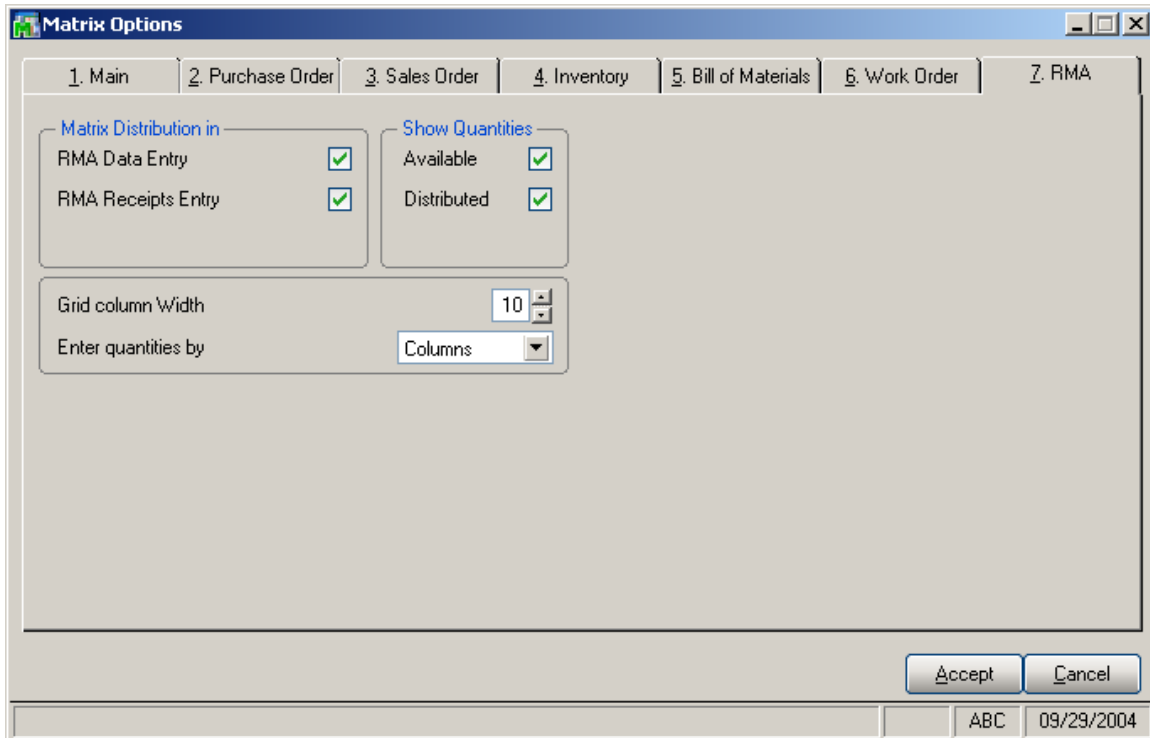 Matrix Options
1. Main 2. Purchase Order 3. Sales Order 4. Inventory 5. Bill of Materials 6. Work Order 7. RMA
Matrix Distribution in Show Quantities
RMA Data Entry Available
RMA Receipts Entry Distributed
Grid column Width 10
Enter quantities by Columns
Accept Cancel
ABC 09/29/2004